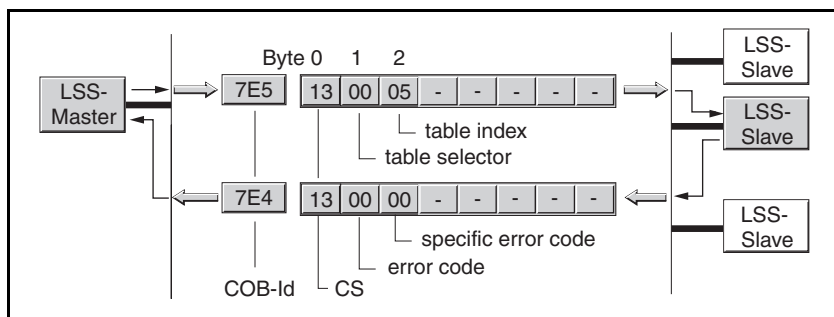 Byte 0 1 2
LSS-
Master
7E5 13 00 05 - - - - -
table index
table selector
7E4 13 00 00 - - - - -
specific error code
error code
COB-Id CS
LSS-
Slave
LSS-
Slave
LSS-
Slave